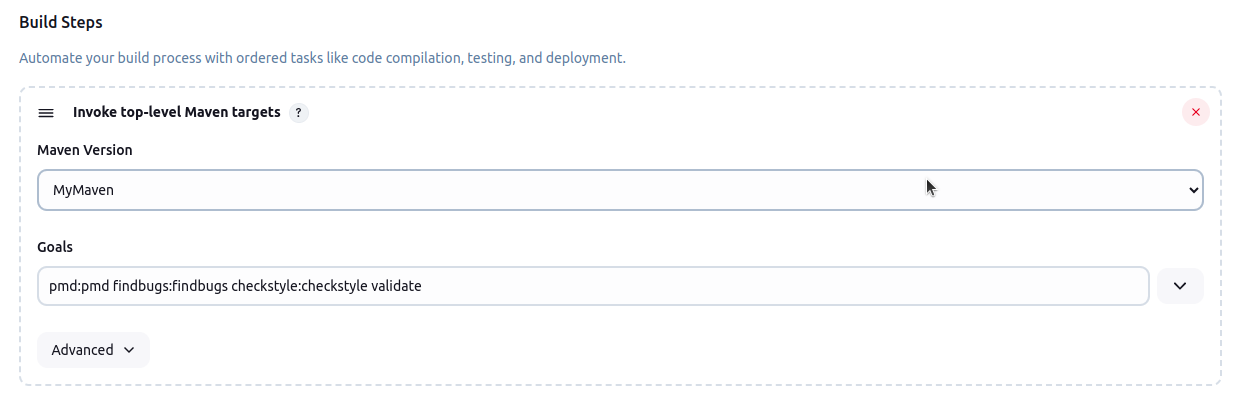 Build Steps
Automate your build process with ordered tasks like code compilation, testing, and deployment.
Invoke top-level Maven targets ?
Maven Version
MyMaven
Goals
pmd:pmd findbugs:findbugs checkstyle:checkstyle validate
Advanced